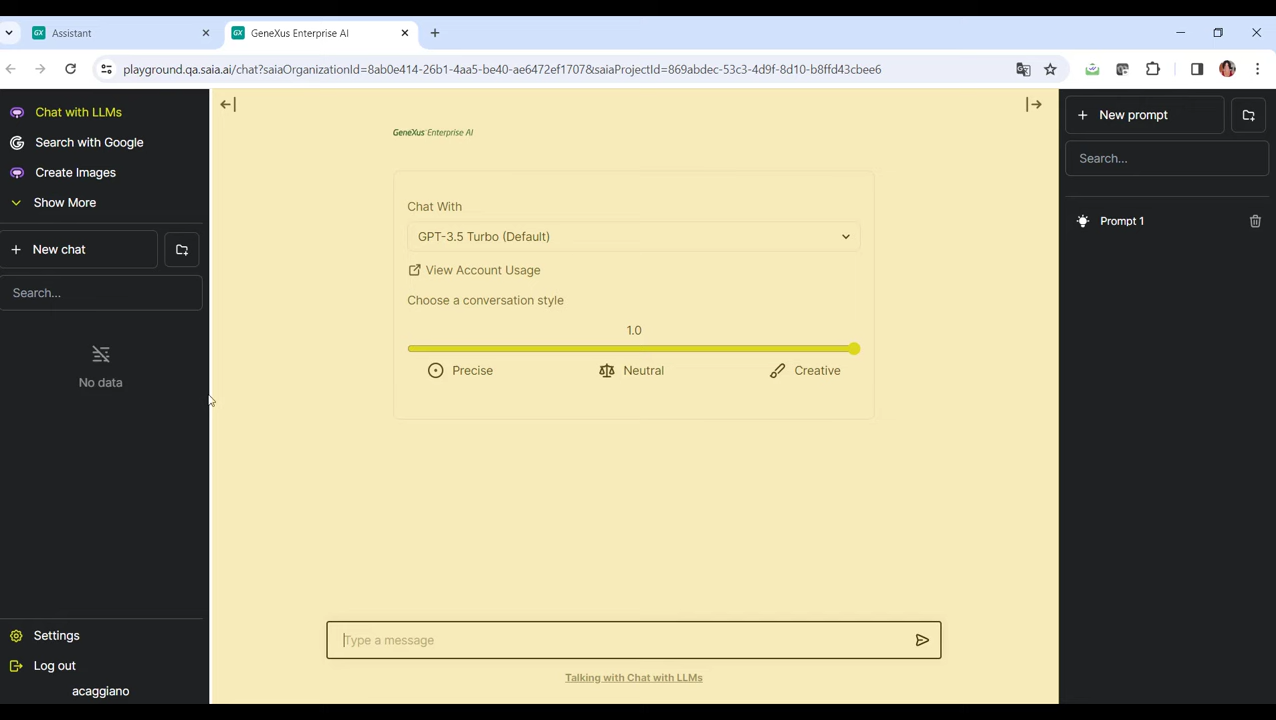 Assistant
GeneXus Enterprise AI
playground.qa.saia.ai/chat?saiaOrganizationId=8ab0e414-26b1-4aa5-be40-ae6472ef1707&saiaProjectId=869abdec-53c3-4d9f-8d10-b8ffd43cbee6
Chat with LLMs
Search with Google
Create Images
Show More
New chat
Search...
No data
Settings
Log out
acaggiano
GeneXus Enterprise AI
Chat With
GPT-3.5 Turbo (Default)
View Account Usage
Choose a conversation style
1.0
Precise Neutral Creative
Type a message
Talking with Chat with LLMs
New prompt
Search...
Prompt 1